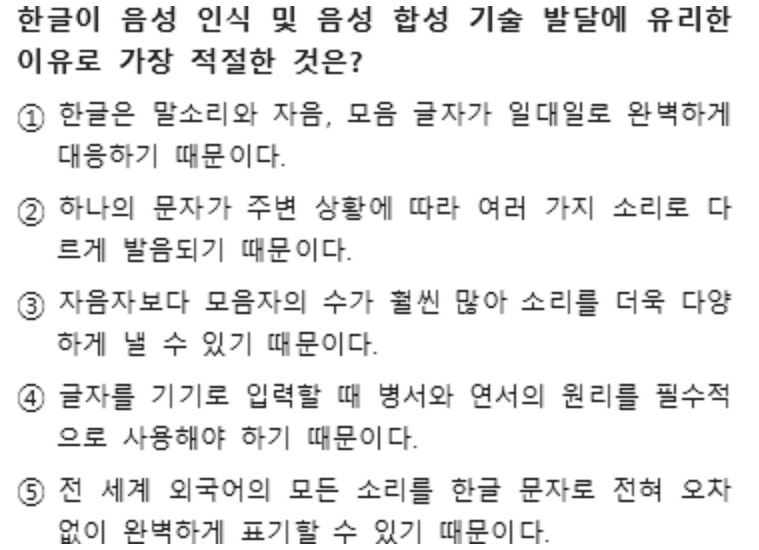 한글이 음성 인식 및 음성 합성 기술 발달에 유리한
이유로 가장 적절한 것은?
① 한글은 말소리와 자음, 모음 글자가 일대일로 완벽하게
대응하기 때문이다.
② 하나의 문자가 주변 상황에 따라 여러 가지 소리로 다
르게 발음되기 때문이다.
③ 자음자보다 모음자의 수가 훨씬 많아 소리를 더욱 다양
하게 낼 수 있기 때문이다.
④ 글자를 기기로 입력할 때 병서와 연서의 원리를 필수적
으로 사용해야 하기 때문이다.
⑤ 전 세계 외국어의 모든 소리를 한글 문자로 전혀 오차
없이 완벽하게 표기할 수 있기 때문이다.